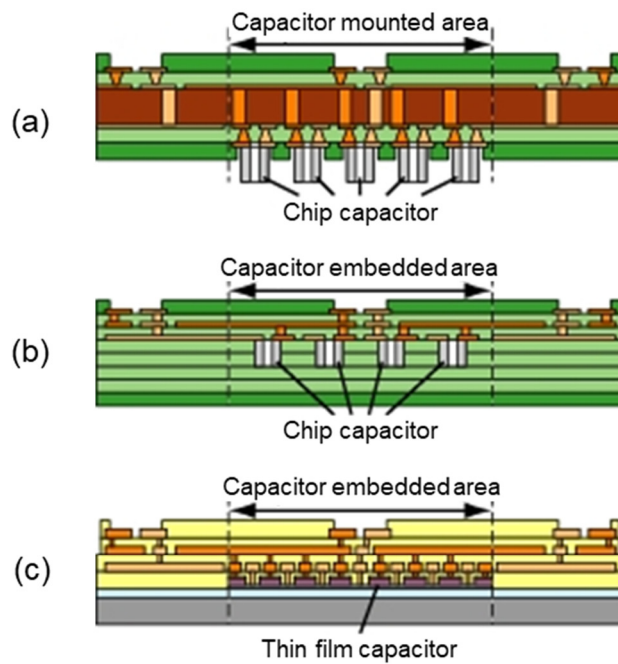 Capacitor mounted area
(a)
Chip capacitor
Capacitor embedded area
(b)
Chip capacitor
Capacitor embedded area
(c)
Thin film capacitor